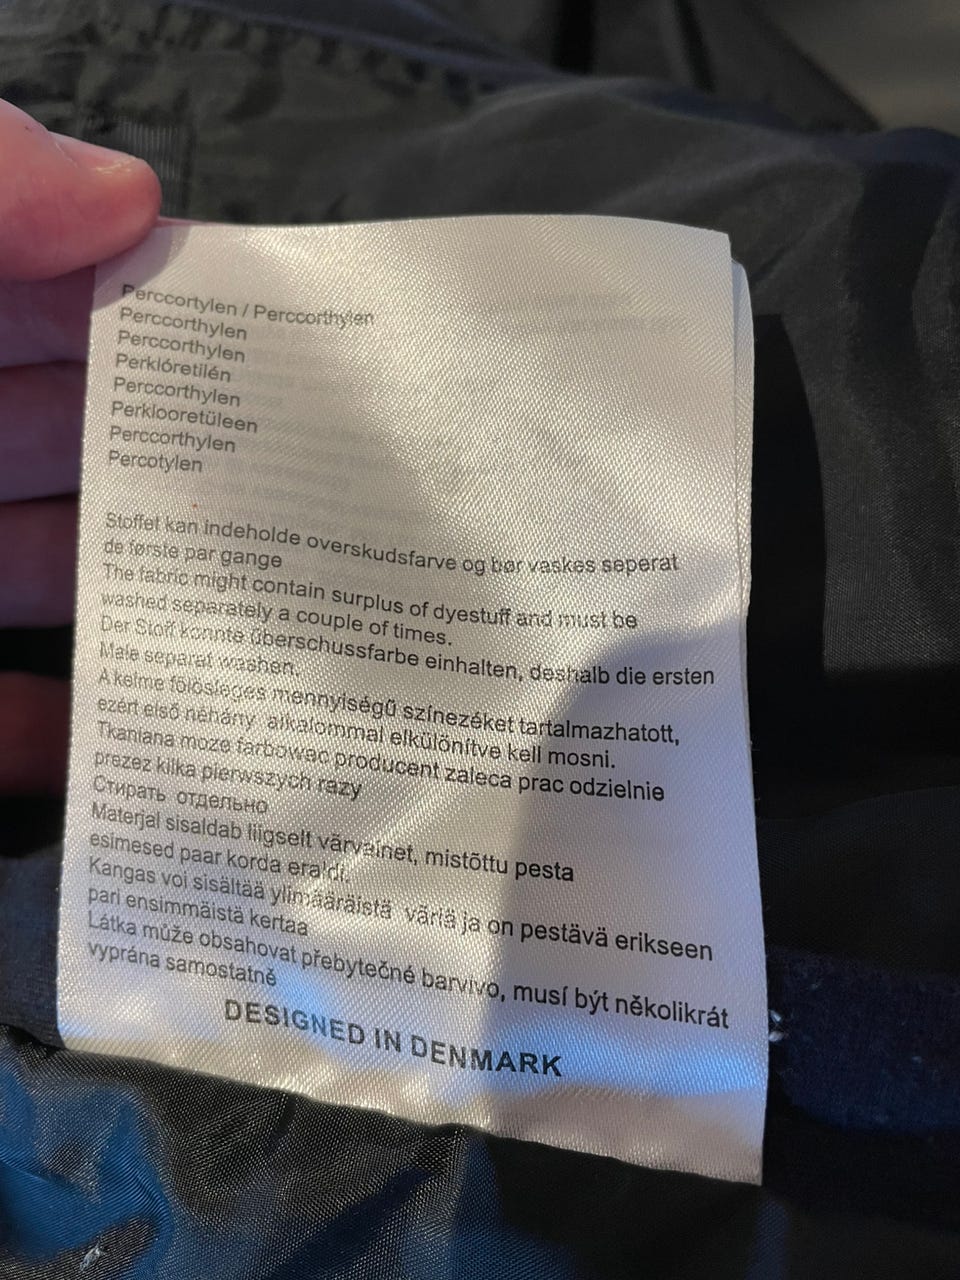 Perccortylen / Perccorthylen
Perccorthylen
Perccorthylen
Perklóretilén
Perccorthylen
Perklooretüleen
Perccorthylen
Percotylen
Stoffet kan indeholde overskudsfarve og bør vaskes seperat
de første par gange
The fabric might contain surplus of dyestuff and must be
washed separately a couple of times.
Der Stoff konnte überschussfarbe einhalten, deshalb die ersten
Male separat washen.
A kelme fölösleges mennyiségű színezéket tartalmazhatott,
ezért első néhány alkalommal elkülönítve kell mosni.
Tkaniana moze farbowac producent zaleca prac odzielnie
prezez kilka pierwszych razy
Стирать отдельно
Materjal sisaldab liigselt värvainet, mistõttu pesta
esimesed paar korda eraldi.
Kangas voi sisältää ylimääräistä väriä ja on pestävä erikseen
pari ensimmäistä kertaa
Látka může obsahovat přebytečné barvivo, musí být několikrát
vyprána samostatně
DESIGNED IN DENMARK